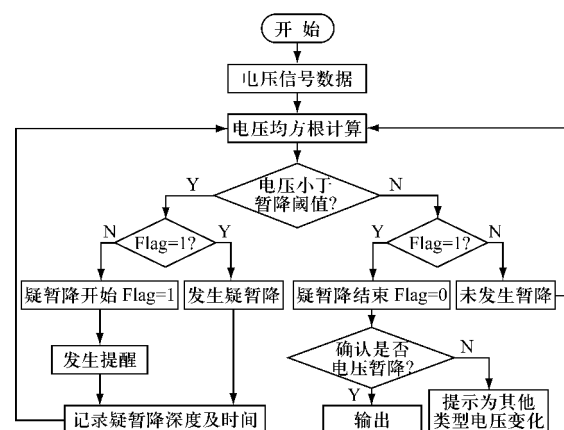 开 始
电压信号数据
电压均方根计算
电压小于
暂降阈值?
Y
N
N
Flag=1?
Y
Y
Flag=1?
N
疑暂降开始 Flag=1
发生疑暂降
疑暂降结束 Flag=0
未发生暂降
发生提醒
确认是否
电压暂降?
N
Y
记录疑暂降深度及时间
输出
提示为其他
类型电压变化